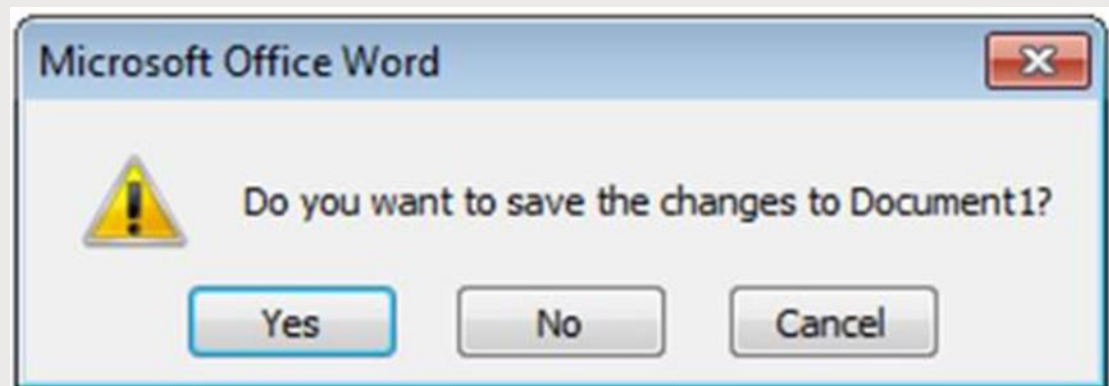 Microsoft Office Word
Do you want to save the changes to Document1?
Yes No Cancel